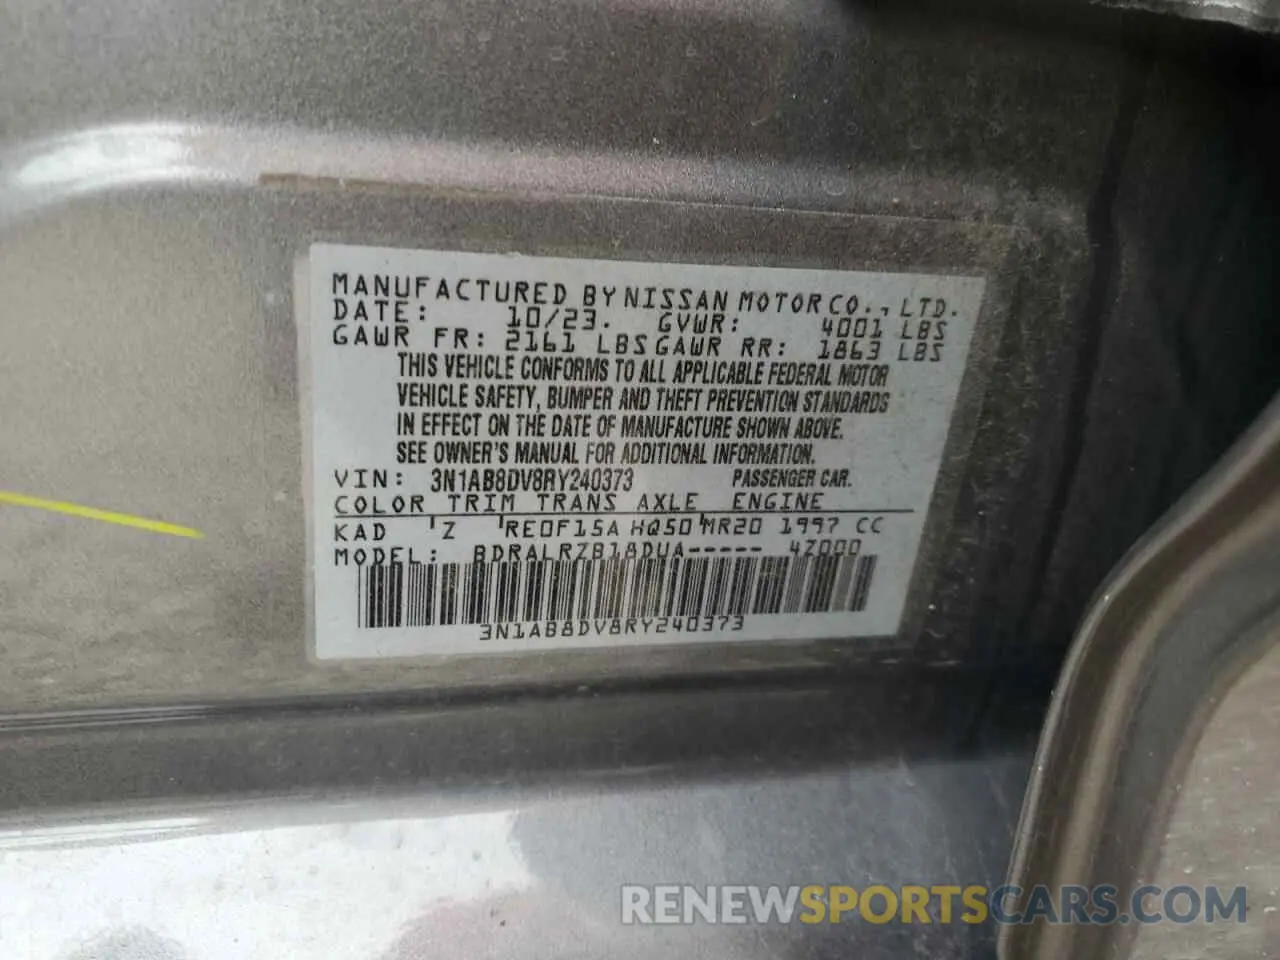 MANUFACTURED BY NISSAN MOTOR CO., LTD.
DATE: 10/23. GVWR: 4001 LBS
GAWR FR: 2161 LBS GAWR RR: 1863 LBS
THIS VEHICLE CONFORMS TO ALL APPLICABLE FEDERAL MOTOR
VEHICLE SAFETY, BUMPER AND THEFT PREVENTION STANDARDS
IN EFFECT ON THE DATE OF MANUFACTURE SHOWN ABOVE.
SEE OWNER'S MANUAL FOR ADDITIONAL INFORMATION.
VIN: 3N1AB8DV8RY240373 PASSENGER CAR.
COLOR TRIM TRANS AXLE ENGINE
KAD Z RE0F15A HQ50 MR20 1997 CC
MODEL: BDRALRZB18DUA----- 4Z000
3N1AB8DV8RY240373
RENEWSPORTSCARS.COM